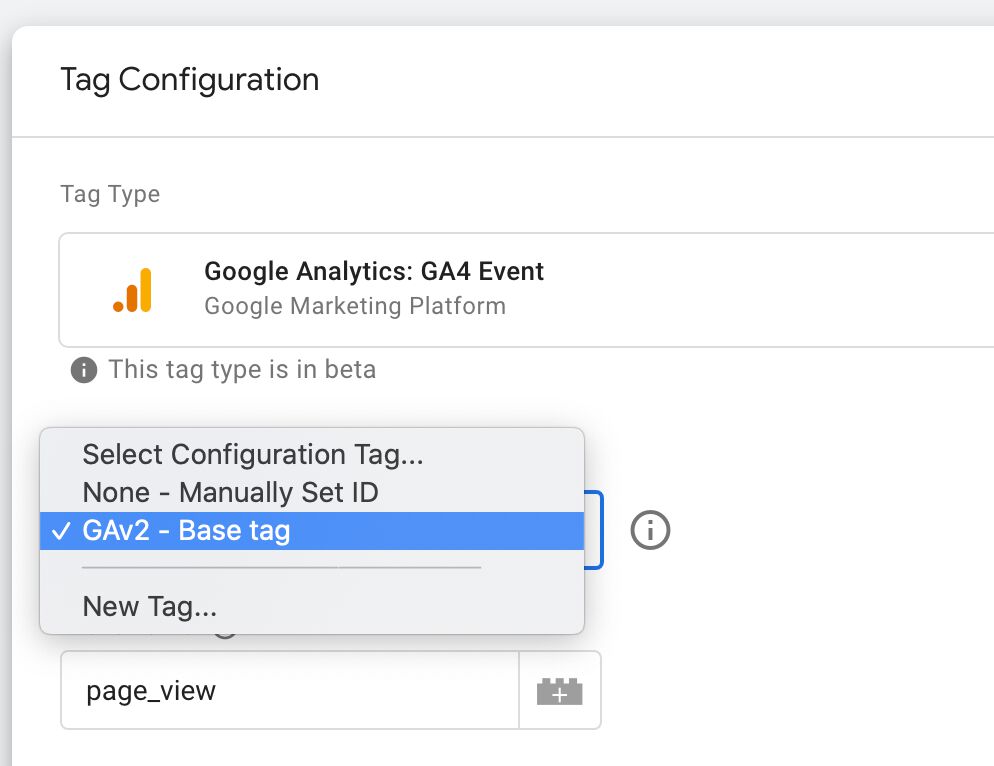 Tag Configuration
Tag Type
Google Analytics: GA4 Event
Google Marketing Platform
This tag type is in beta
Select Configuration Tag...
None - Manually Set ID
✓ GAv2 - Base tag
New Tag...
page_view